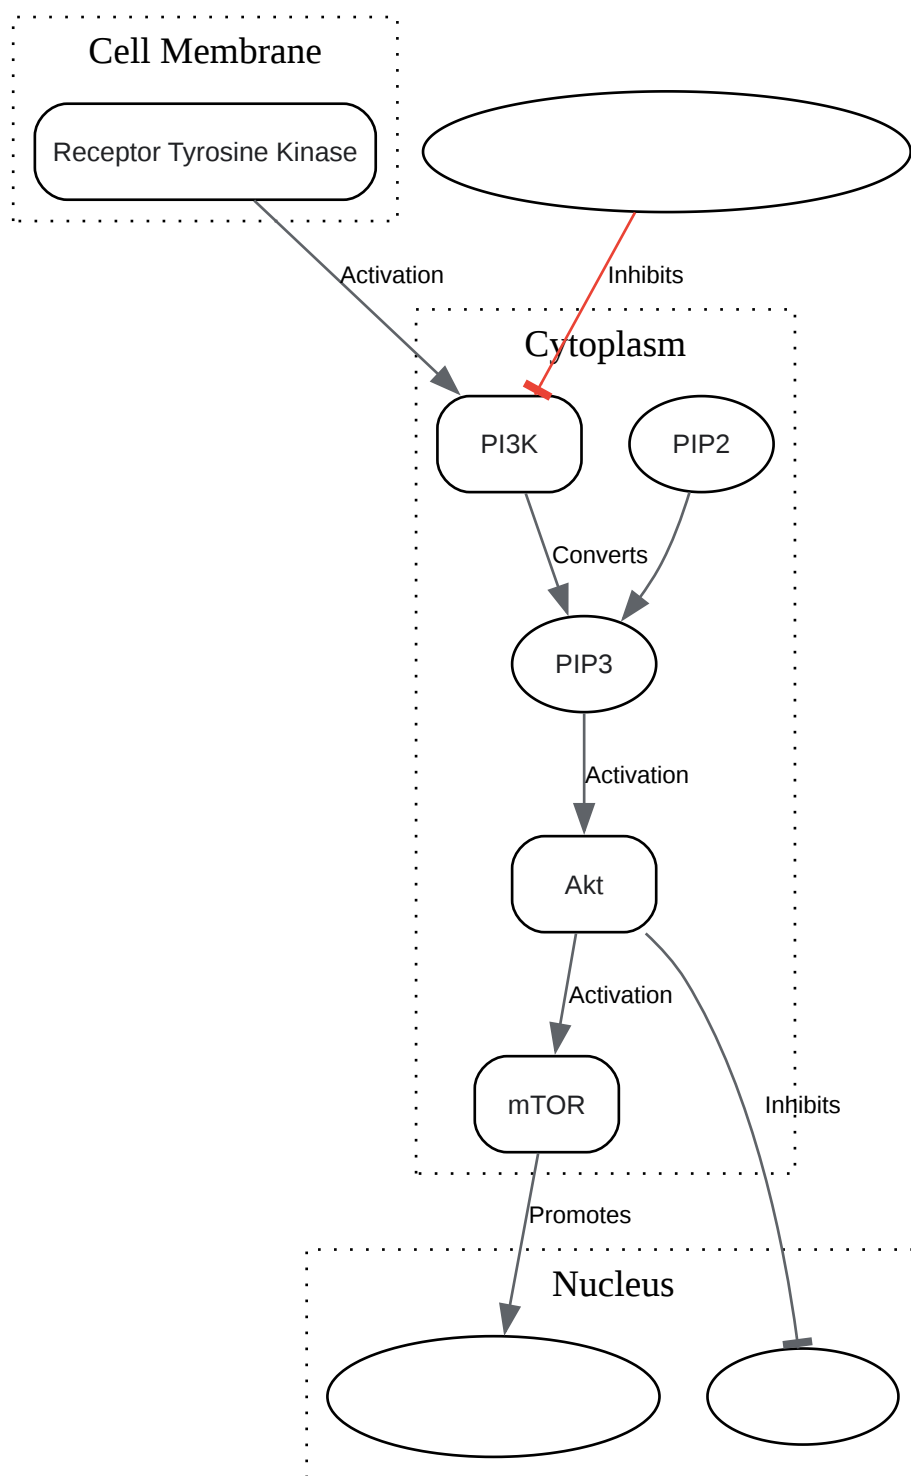 Cell Membrane
Receptor Tyrosine Kinase
Activation
Inhibits
Cytoplasm
PI3K
PIP2
Converts
PIP3
Activation
Akt
Activation
mTOR
Inhibits
Promotes
Nucleus